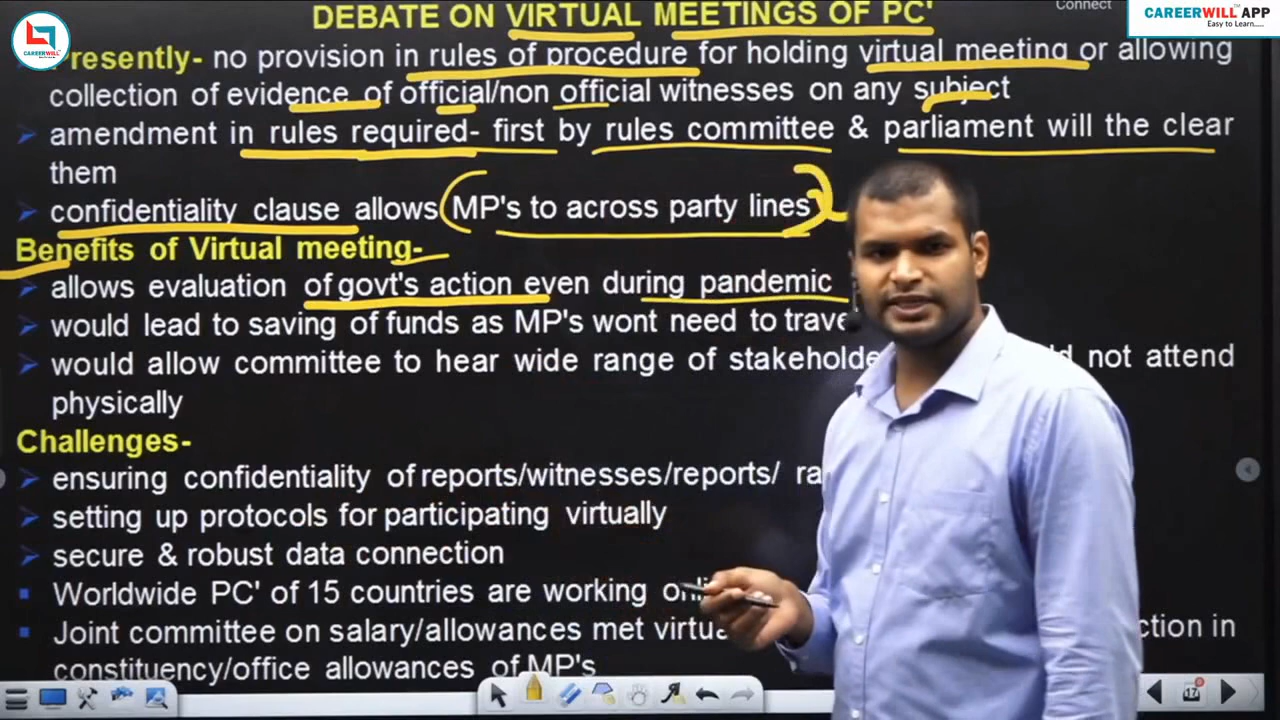 Connect
CAREERWILL APP
Easy to Learn.....
CAREERWILL
DEBATE ON VIRTUAL MEETINGS OF PC'
Presently- no provision in rules of procedure for holding virtual meeting or allowing
collection of evidence of official/non official witnesses on any subject
amendment in rules required- first by rules committee & parliament will the clear
them
confidentiality clause allows MP's to across party lines
Benefits of Virtual meeting-
allows evaluation of govt's action even during pandemic
would lead to saving of funds as MP's wont need to
would allow committee to hear wide range of not attend
physically
Challenges-
ensuring confidentiality of reports/witnesses/reports/
setting up protocols for participating virtually
secure & robust data connection
Worldwide PC' of 15 countries are working
Joint committee on salary/allowances met in
constituency/office allowances of MP's
17